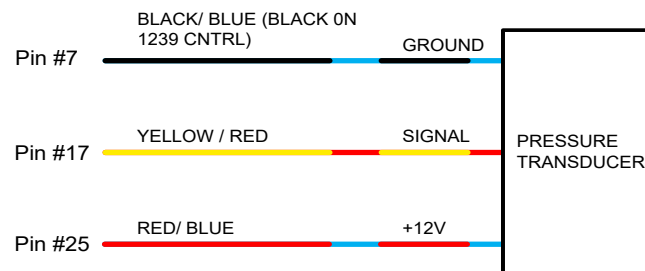 BLACK/ BLUE (BLACK 0N
1239 CNTRL)
Pin #7
GROUND
Pin #17
YELLOW / RED
SIGNAL
PRESSURE
TRANSDUCER
Pin #25
RED/ BLUE
+12V